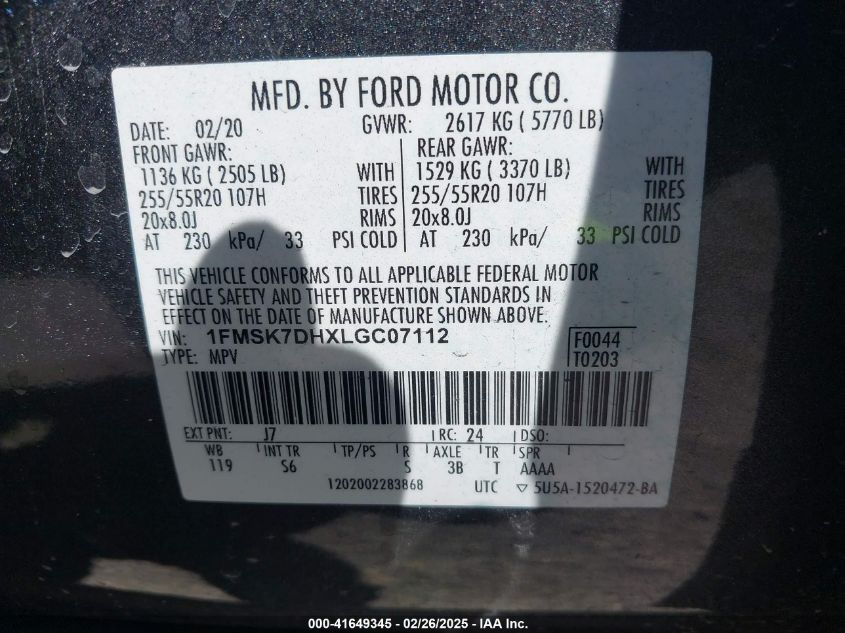 MFD. BY FORD MOTOR CO.
DATE: 02/20 GVWR: 2617 KG ( 5770 LB)
FRONT GAWR: REAR GAWR:
1136 KG ( 2505 LB) WITH 1529 KG ( 3370 LB) WITH
255/55R20 107H TIRES 255/55R20 107H TIRES
20x8.0J RIMS 20x8.0J RIMS
AT 230 kPa/ 33 PSI COLD AT 230 kPa/ 33 PSI COLD
THIS VEHICLE CONFORMS TO ALL APPLICABLE FEDERAL MOTOR
VEHICLE SAFETY AND THEFT PREVENTION STANDARDS IN
EFFECT ON THE DATE OF MANUFACTURE SHOWN ABOVE.
VIN: 1FMSK7DHXLGC07112 F0044
TYPE: MPV T0203
EXT PNT: J7 RC: 24 DSO:
WB INT TR TP/PS R AXLE TR SPR
119 S6 S 3B T AAAA
1202002283868 UTC ▽ 5U5A-1520472-BA
000-41649345 - 02/26/2025 - IAA Inc.